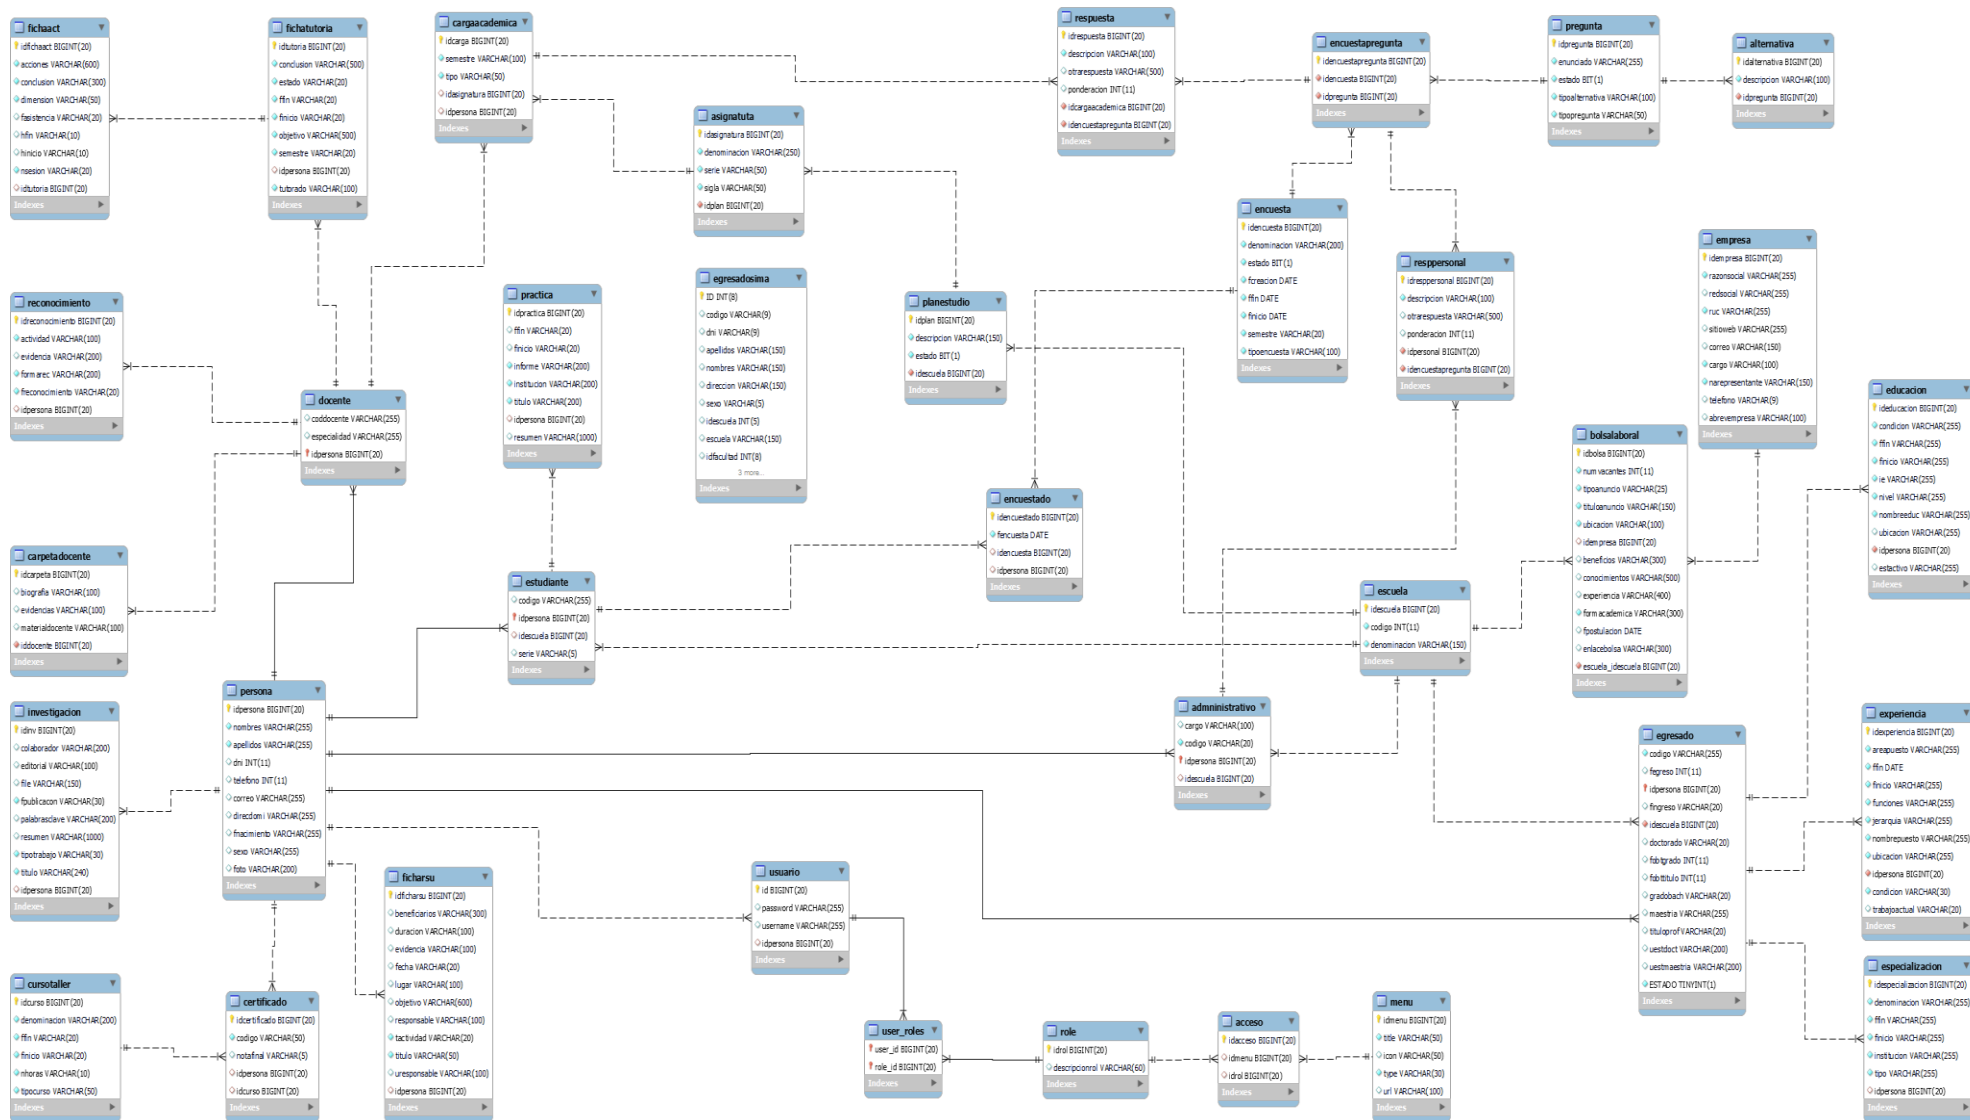 fichaact
idfichaact BIGINT(20)
acciones VARCHAR(600)
conclusion VARCHAR(300)
dimension VARCHAR(50)
fasistencia VARCHAR(20)
hfin VARCHAR(10)
hinicio VARCHAR(10)
nsesion VARCHAR(20)
idtutoria BIGINT(20)
Indexes
fichatutoria
idtutoria BIGINT(20)
conclusion VARCHAR(500)
estado VARCHAR(20)
ffin VARCHAR(20)
finicio VARCHAR(20)
objetivo VARCHAR(500)
semestre VARCHAR(20)
idpersona BIGINT(20)
tutorado VARCHAR(100)
Indexes
cargaacademica
idcarga BIGINT(20)
semestre VARCHAR(100)
tipo VARCHAR(50)
idasignatura BIGINT(20)
idpersona BIGINT(20)
Indexes
asignatuta
idasignatura BIGINT(20)
denominacion VARCHAR(250)
serie VARCHAR(50)
sigla VARCHAR(50)
idplan BIGINT(20)
Indexes
respuesta
idrespuesta BIGINT(20)
descripcion VARCHAR(100)
otrarespuesta VARCHAR(500)
ponderacion INT(11)
idcargaacademica BIGINT(20)
idencuestapregunta BIGINT(20)
Indexes
encuestapregunta
idencuestapregunta BIGINT(20)
idencuesta BIGINT(20)
idpregunta BIGINT(20)
Indexes
pregunta
idpregunta BIGINT(20)
enunciado VARCHAR(255)
estado BIT(1)
tipoalternativa VARCHAR(100)
tipopregunta VARCHAR(50)
Indexes
alternativa
idalternativa BIGINT(20)
descripcion VARCHAR(100)
idpregunta BIGINT(20)
Indexes
reconocimiento
idreconocimiento BIGINT(20)
actividad VARCHAR(100)
evidencia VARCHAR(200)
formarec VARCHAR(200)
freconocimiento VARCHAR(20)
idpersona BIGINT(20)
Indexes
docente
coddocente VARCHAR(255)
especialidad VARCHAR(255)
idpersona BIGINT(20)
Indexes
practica
idpractica BIGINT(20)
ffin VARCHAR(20)
finicio VARCHAR(20)
informe VARCHAR(200)
institucion VARCHAR(200)
titulo VARCHAR(200)
idpersona BIGINT(20)
resumen VARCHAR(1000)
Indexes
egresadosima
ID INT(8)
codigo VARCHAR(9)
dni VARCHAR(9)
apellidos VARCHAR(150)
nombres VARCHAR(150)
direccion VARCHAR(150)
sexo VARCHAR(5)
idescuela INT(5)
escuela VARCHAR(150)
idfacultad INT(8)
3 more...
Indexes
planestudio
idplan BIGINT(20)
descripcion VARCHAR(150)
estado BIT(1)
idescuela BIGINT(20)
Indexes
encuesta
idencuesta BIGINT(20)
denominacion VARCHAR(200)
estado BIT(1)
fcreacion DATE
ffin DATE
finicio DATE
semestre VARCHAR(20)
tipoencuesta VARCHAR(100)
Indexes
resppersonal
idresppersonal BIGINT(20)
descripcion VARCHAR(100)
otrarespuesta VARCHAR(500)
ponderacion INT(11)
idpersonal BIGINT(20)
idencuestapregunta BIGINT(20)
Indexes
empresa
idempresa BIGINT(20)
razonsocial VARCHAR(255)
redsocial VARCHAR(255)
ruc VARCHAR(255)
sitioweb VARCHAR(255)
correo VARCHAR(150)
cargo VARCHAR(100)
narepresentante VARCHAR(150)
telefono VARCHAR(9)
abrevempresa VARCHAR(100)
Indexes
bolsalaboral
idbolsa BIGINT(20)
numvacantes INT(11)
tipoanuncio VARCHAR(25)
tituloanuncio VARCHAR(150)
ubicacion VARCHAR(100)
idempresa BIGINT(20)
beneficios VARCHAR(300)
conocimientos VARCHAR(500)
experiencia VARCHAR(400)
formacademica VARCHAR(300)
fpostulacion DATE
enlacebolsa VARCHAR(300)
escuela_idescuela BIGINT(20)
Indexes
educacion
ideducacion BIGINT(20)
condicion VARCHAR(255)
ffin VARCHAR(255)
finicio VARCHAR(255)
ie VARCHAR(255)
nivel VARCHAR(255)
nombreeduc VARCHAR(255)
ubicacion VARCHAR(255)
idpersona BIGINT(20)
estactivo VARCHAR(255)
Indexes
carpetadocente
idcarpeta BIGINT(20)
biografia VARCHAR(100)
evidencias VARCHAR(100)
materialdocente VARCHAR(100)
iddocente BIGINT(20)
Indexes
estudiante
codigo VARCHAR(255)
idpersona BIGINT(20)
idescuela BIGINT(20)
serie VARCHAR(5)
Indexes
encuestado
idencuestado BIGINT(20)
fencuesta DATE
idencuesta BIGINT(20)
idpersona BIGINT(20)
Indexes
escuela
idescuela BIGINT(20)
codigo INT(11)
denominacion VARCHAR(150)
Indexes
persona
idpersona BIGINT(20)
nombres VARCHAR(255)
apellidos VARCHAR(255)
dni INT(11)
telefono INT(11)
correo VARCHAR(255)
direcdomi VARCHAR(255)
fnacimiento VARCHAR(255)
sexo VARCHAR(255)
foto VARCHAR(200)
Indexes
investigacion
idinv BIGINT(20)
colaborador VARCHAR(200)
editorial VARCHAR(100)
file VARCHAR(150)
fpublicacion VARCHAR(30)
palabrasclave VARCHAR(200)
resumen VARCHAR(1000)
tipotrabajo VARCHAR(30)
titulo VARCHAR(240)
idpersona BIGINT(20)
Indexes
admninistrativo
cargo VARCHAR(100)
codigo VARCHAR(20)
idpersona BIGINT(20)
idescuela BIGINT(20)
Indexes
egresado
codigo VARCHAR(255)
fegreso INT(11)
idpersona BIGINT(20)
fingreso VARCHAR(20)
idescuela BIGINT(20)
doctorado VARCHAR(20)
fobtgrado INT(11)
fobttitulo INT(11)
gradobach VARCHAR(20)
maestria VARCHAR(255)
tituloprof VARCHAR(20)
uestdoct VARCHAR(200)
uestmaestria VARCHAR(200)
ESTADO TINYINT(1)
Indexes
experiencia
idexperiencia BIGINT(20)
areapuesto VARCHAR(255)
ffin DATE
finicio VARCHAR(255)
funciones VARCHAR(255)
jerarquia VARCHAR(255)
nombrepuesto VARCHAR(255)
ubicacion VARCHAR(255)
idpersona BIGINT(20)
condicion VARCHAR(30)
trabajoactual VARCHAR(20)
Indexes
ficharsu
idficharsu BIGINT(20)
beneficiarios VARCHAR(300)
duracion VARCHAR(100)
evidencia VARCHAR(100)
fecha VARCHAR(20)
lugar VARCHAR(100)
objetivo VARCHAR(600)
responsable VARCHAR(100)
tactividad VARCHAR(20)
titulo VARCHAR(50)
uresponsable VARCHAR(100)
idpersona BIGINT(20)
Indexes
usuario
id BIGINT(20)
password VARCHAR(255)
username VARCHAR(255)
idpersona BIGINT(20)
Indexes
cursotaller
idcurso BIGINT(20)
denominacion VARCHAR(200)
ffin VARCHAR(20)
finicio VARCHAR(20)
nhoras VARCHAR(10)
tipocurso VARCHAR(50)
Indexes
certificado
idcertificado BIGINT(20)
codigo VARCHAR(50)
notafinal VARCHAR(5)
idpersona BIGINT(20)
idcurso BIGINT(20)
Indexes
user_roles
user_id BIGINT(20)
role_id BIGINT(20)
Indexes
role
idrol BIGINT(20)
descripcionrol VARCHAR(60)
Indexes
acceso
idacceso BIGINT(20)
idmenu BIGINT(20)
idrol BIGINT(20)
Indexes
menu
idmenu BIGINT(20)
title VARCHAR(50)
icon VARCHAR(50)
type VARCHAR(30)
url VARCHAR(100)
Indexes
especializacion
idespecializacion BIGINT(20)
denominacion VARCHAR(255)
ffin VARCHAR(255)
finicio VARCHAR(255)
institucion VARCHAR(255)
tipo VARCHAR(255)
idpersona BIGINT(20)
Indexes